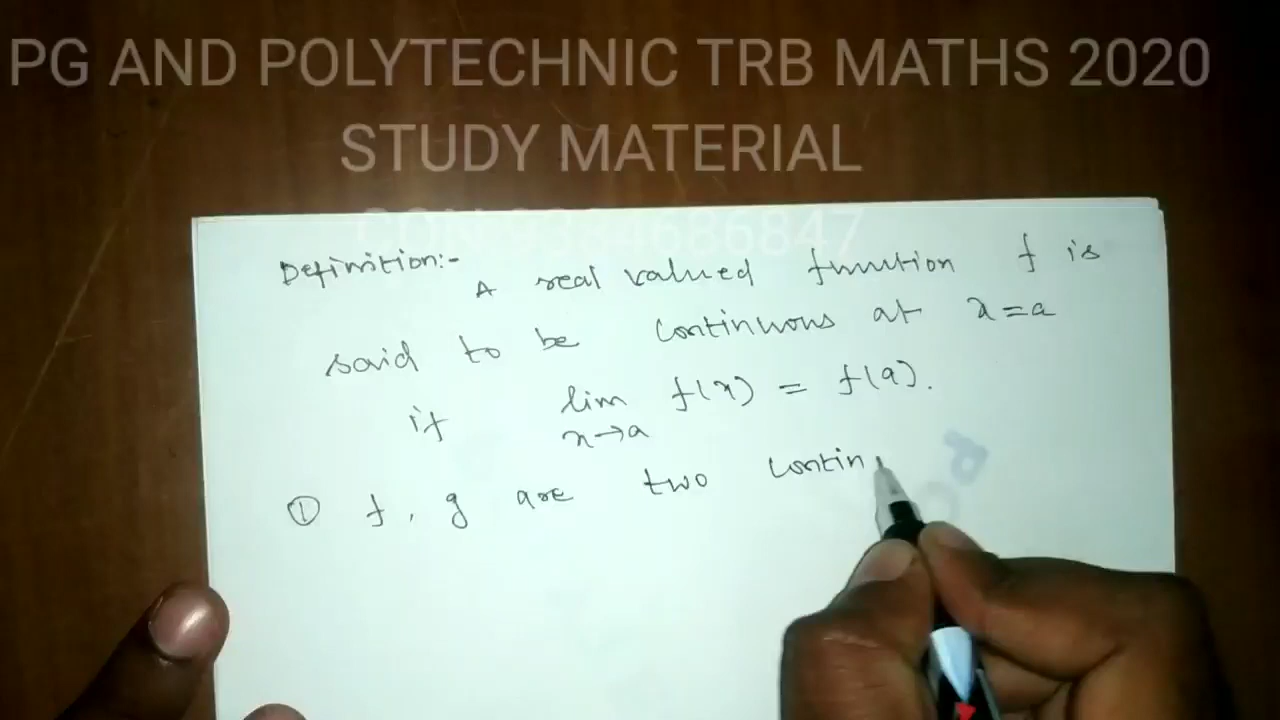 PG AND POLYTECHNIC TRB MATHS 2020
STUDY MATERIAL
Definition:-
A real valued function f is
said to be continuous at x=a
if lim f(x) = f(a).
x→a
① f, g are two contin